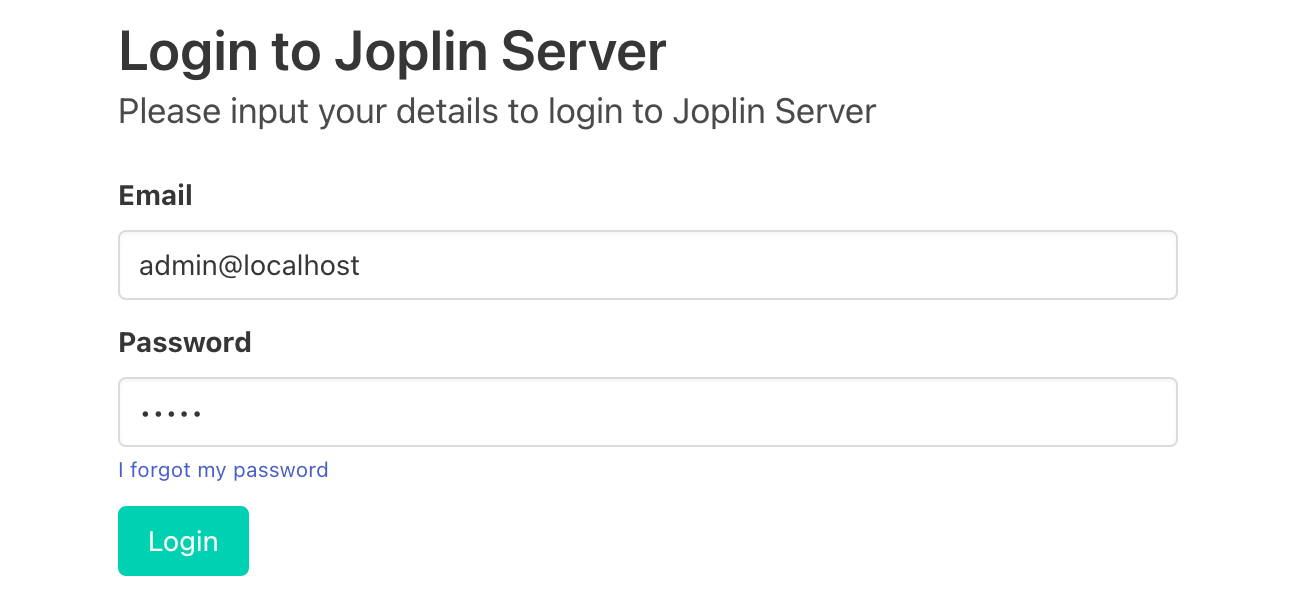 Login to Joplin Server
Please input your details to login to Joplin Server
Email
admin@localhost
Password
•••••
I forgot my password
Login